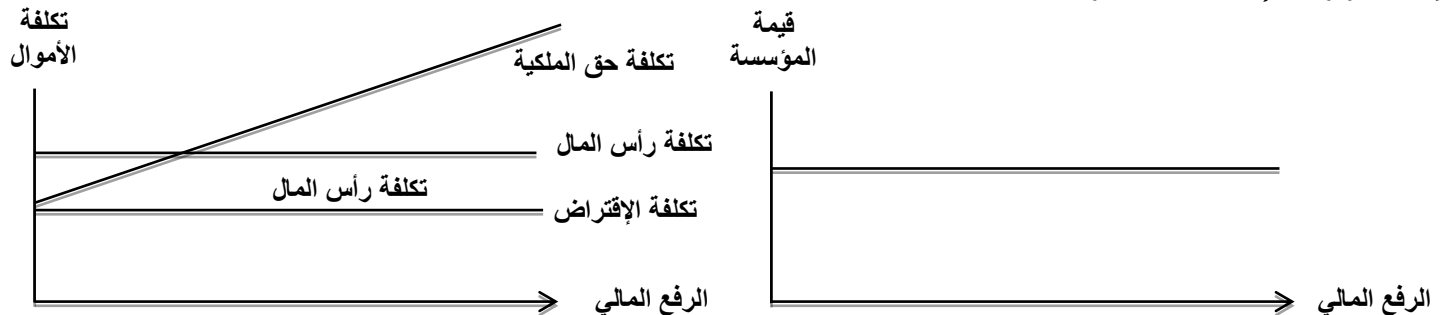 قيمة
المؤسسة
تكلفة
الأموال
تكلفة حق الملكية
تكلفة رأس المال
تكلفة رأس المال
تكلفة الإقتراض
الرفع المالي
الرفع المالي